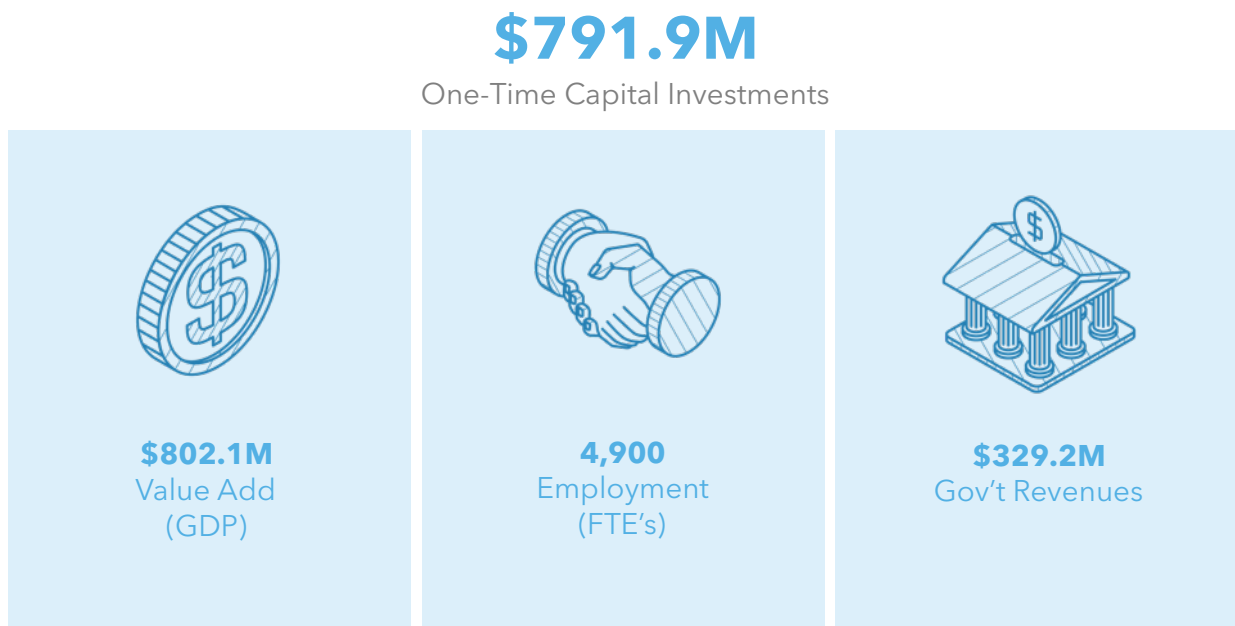 $791.9M
One-Time Capital Investments
$802.1M
Value Add
(GDP)
4,900
Employment
(FTE’s)
$329.2M
Gov’t Revenues